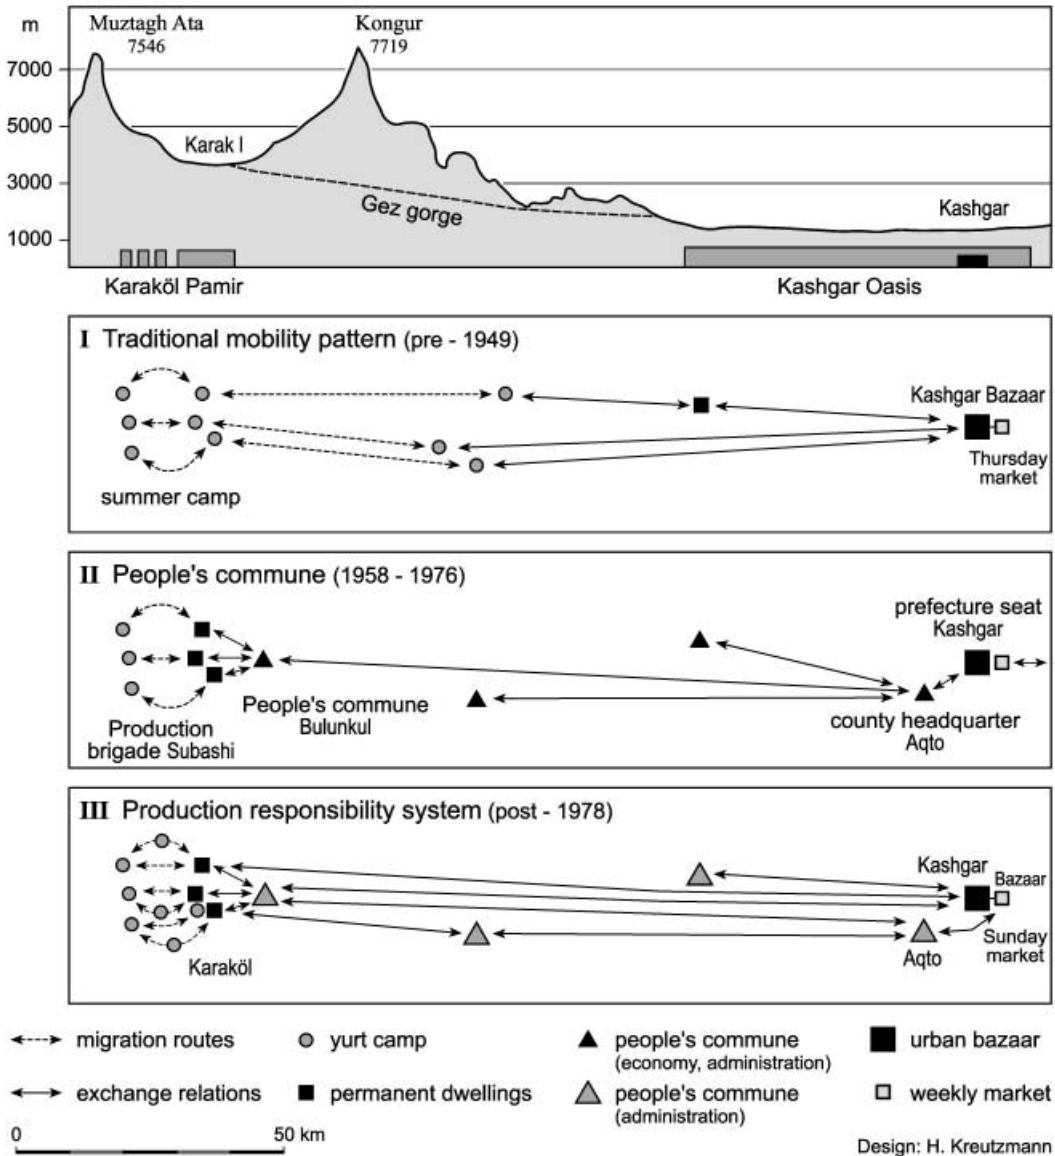 m
Muztagh Ata
7546
Kongur
7719
7000
5000
3000
1000
Karak l
Gez gorge
Kashgar
Karaköl Pamir
Kashgar Oasis
I Traditional mobility pattern (pre - 1949)
Kashgar Bazaar
Thursday
market
summer camp
II People's commune (1958 - 1976)
prefecture seat
Kashgar
People's commune
Bulunkul
Production
brigade Subashi
county headquarter
Aqto
III Production responsibility system (post - 1978)
Kashgar
Bazaar
Sunday
market
Aqto
Karaköl
migration routes
yurt camp
people's commune
(economy, administration)
urban bazaar
exchange relations
permanent dwellings
people's commune
(administration)
weekly market
0 50 km
Design: H. Kreutzmann